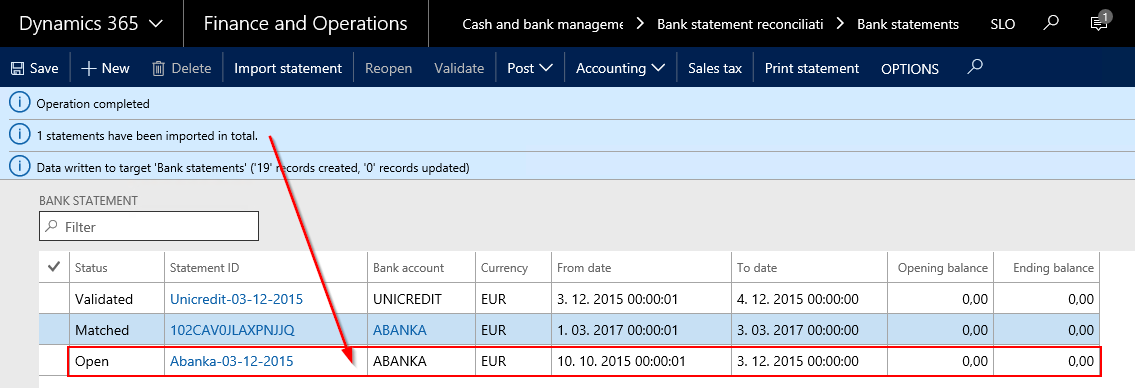 Dynamics 365 Finance and Operations Cash and bank manageme Bank statement reconciliati Bank statements SLO 1
Save New Delete Import statement Reopen Validate Post Accounting Sales tax Print statement OPTIONS
Operation completed
1 statements have been imported in total.
Data written to target 'Bank statements' ('19' records created, '0' records updated)
BANK STATEMENT
Filter
Status Statement ID Bank account Currency From date To date Opening balance Ending balance
Validated Unicredit-03-12-2015 UNICREDIT EUR 3. 12. 2015 00:00:01 4. 12. 2015 00:00:00 0,00 0,00
Matched 102CAV0JLAXPNJJQ ABANKA EUR 1. 03. 2017 00:00:01 3. 03. 2017 00:00:00 0,00 0,00
Open Abanka-03-12-2015 ABANKA EUR 10. 10. 2015 00:00:01 3. 12. 2015 00:00:00 0,00 0,00